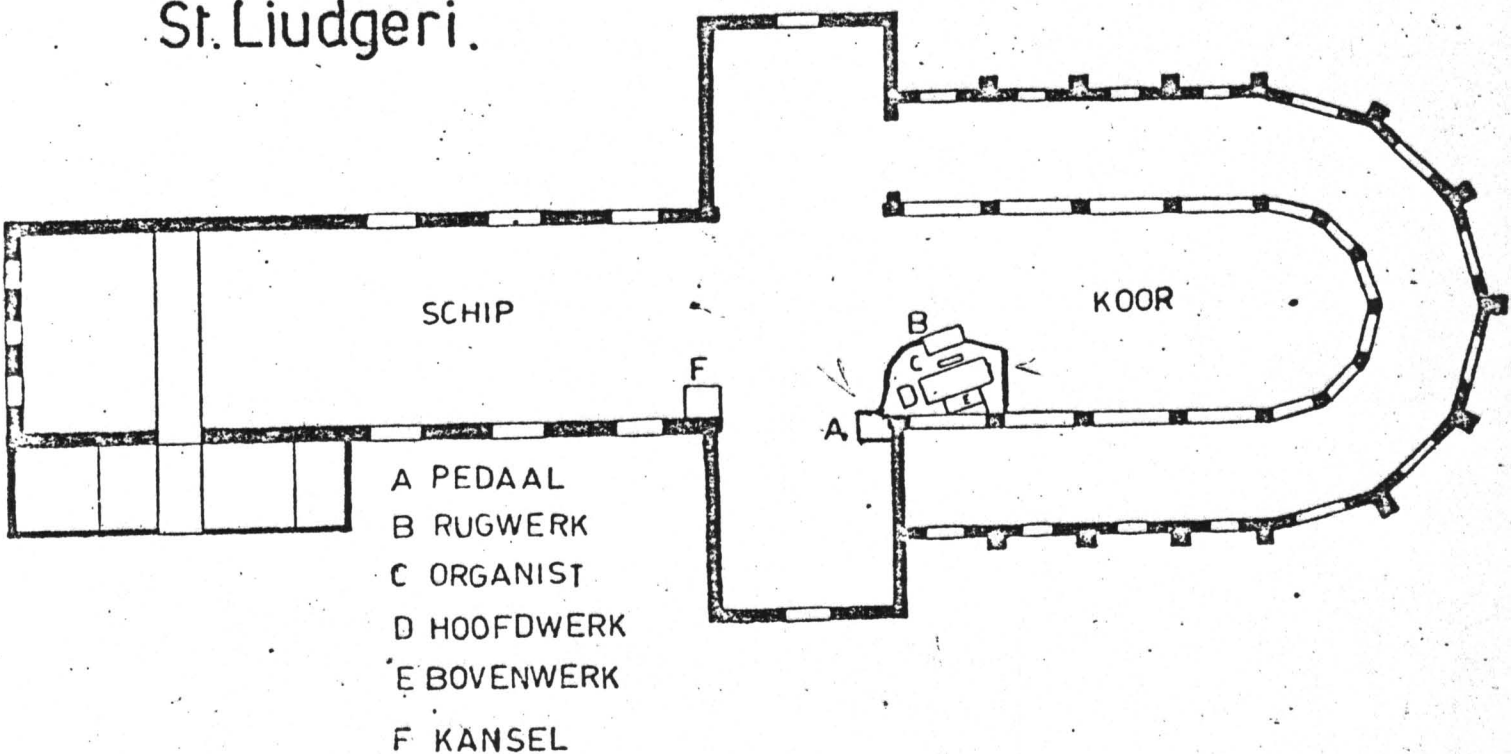 St. Liudgeri.
SCHIP
KOOR
B
C
D
E
F
A
A PEDAAL
B RUGWERK
C ORGANIST
D HOOFDWERK
E BOVENWERK
F KANSEL